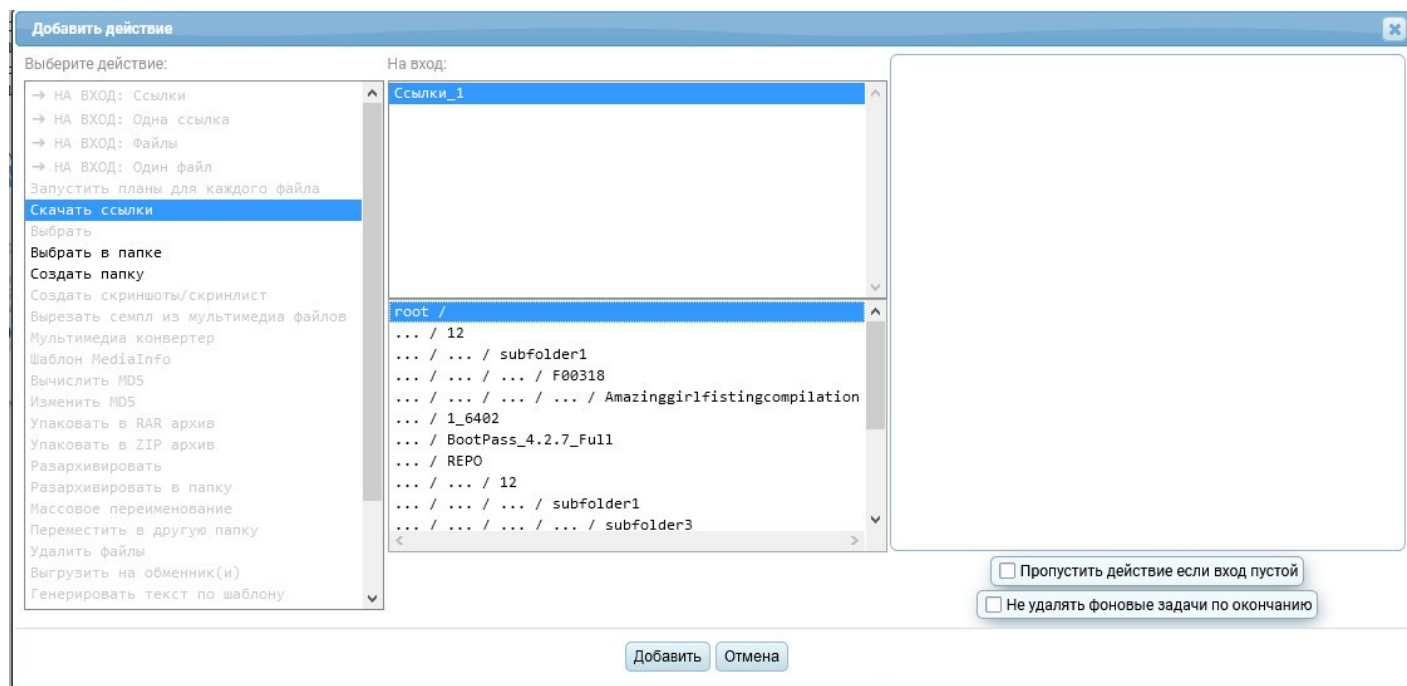 Добавить действие
Выберите действие:
→ НА ВХОД: Ссылки
→ НА ВХОД: Одна ссылка
→ НА ВХОД: Файлы
→ НА ВХОД: Один файл
Запустить планы для каждого файла
Скачать ссылки
Выбрать
Выбрать в папке
Создать папку
Создать скриншоты/скринлист
Вырезать семпл из мультимедиа файлов
Мультимедиа конвертер
Шаблон MediaInfo
Вычислить MD5
Изменить MD5
Упаковать в RAR архив
Упаковать в ZIP архив
Разархивировать
Разархивировать в папку
Массовое переименование
Переместить в другую папку
Удалить файлы
Выгрузить на обменник(и)
Генерировать текст по шаблону
На вход:
Ссылки_1
root /
... / 12
... / ... / subfolder1
... / ... / ... / F00318
... / ... / ... / ... / Amazinggirlfistingcompilation
... / 1_6402
... / BootPass_4.2.7_Full
... / REPO
... / ... / 12
... / ... / ... / subfolder1
... / ... / ... / ... / subfolder3
Пропустить действие если вход пустой
Не удалять фоновые задачи по окончанию
Добавить
Отмена